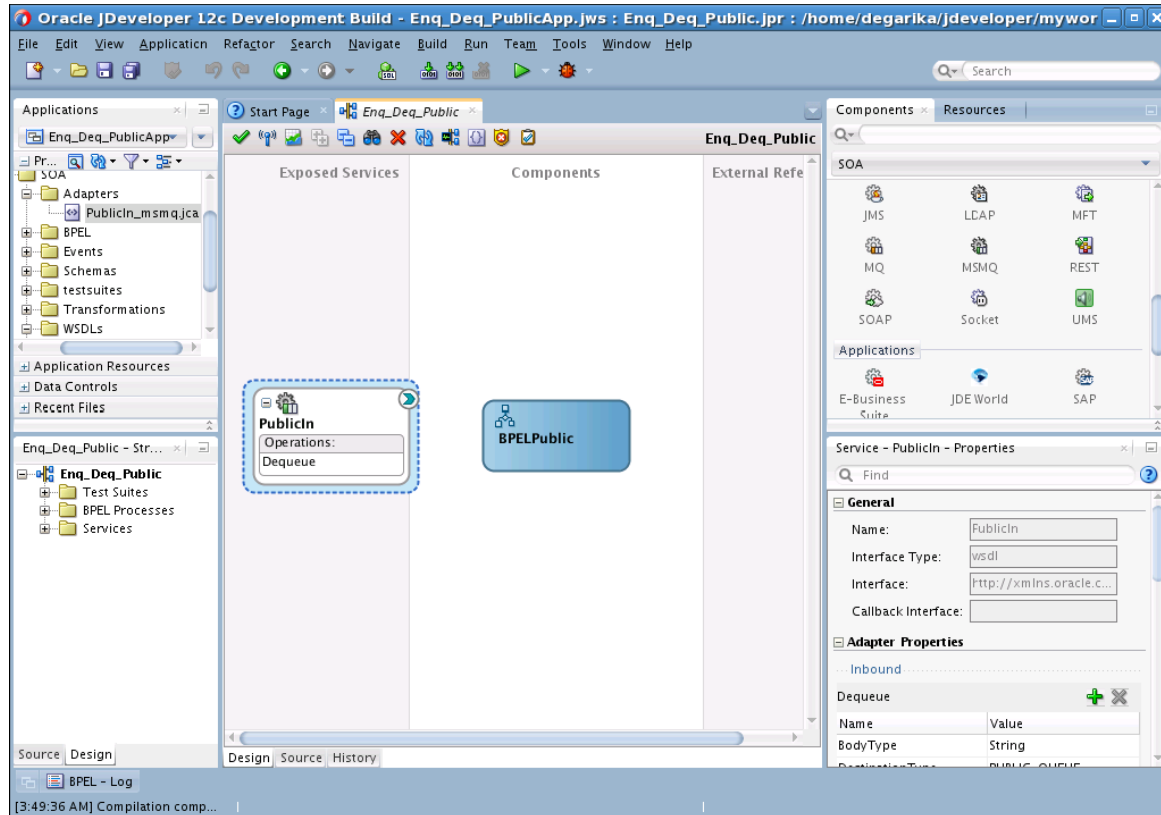 Oracle JDeveloper 12c Development Build - Enq_Deq_PublicApp.jws : Enq_Deq_Public.jpr : /home/degarika/jdeveloper/mywor
File Edit View Application Refactor Search Navigate Build Run Team Tools Window Help
Search
Applications
Enq_Deq_PublicApp
Pr...
SOA
Adapters
PublicIn_msmq.jca
BPEL
Events
Schemas
testsuites
Transformations
WSDLs
Application Resources
Data Controls
Recent Files
Enq_Deq_Public - Str...
Enq_Deq_Public
Test Suites
BPEL Processes
Services
Source Design
Start Page Enq_Deq_Public
Enq_Deq_Public
Exposed Services Components External Refe
PublicIn
Operations:
Dequeue
BPELPublic
Design Source History
Components Resources
SOA
JMS LDAP MFT
MQ MSMQ REST
SOAP Socket UMS
Applications
E-Business JDE World SAP
Suite
Service - PublicIn - Properties
Find
General
Name: PublicIn
Interface Type: wsdl
Interface: http://xmlns.oracle.c...
Callback Interface:
Adapter Properties
Inbound
Dequeue
Name Value
BodyType String
DestinationType PUBLIC_QUEUE
BPEL - Log
[3:49:36 AM] Compilation comp...